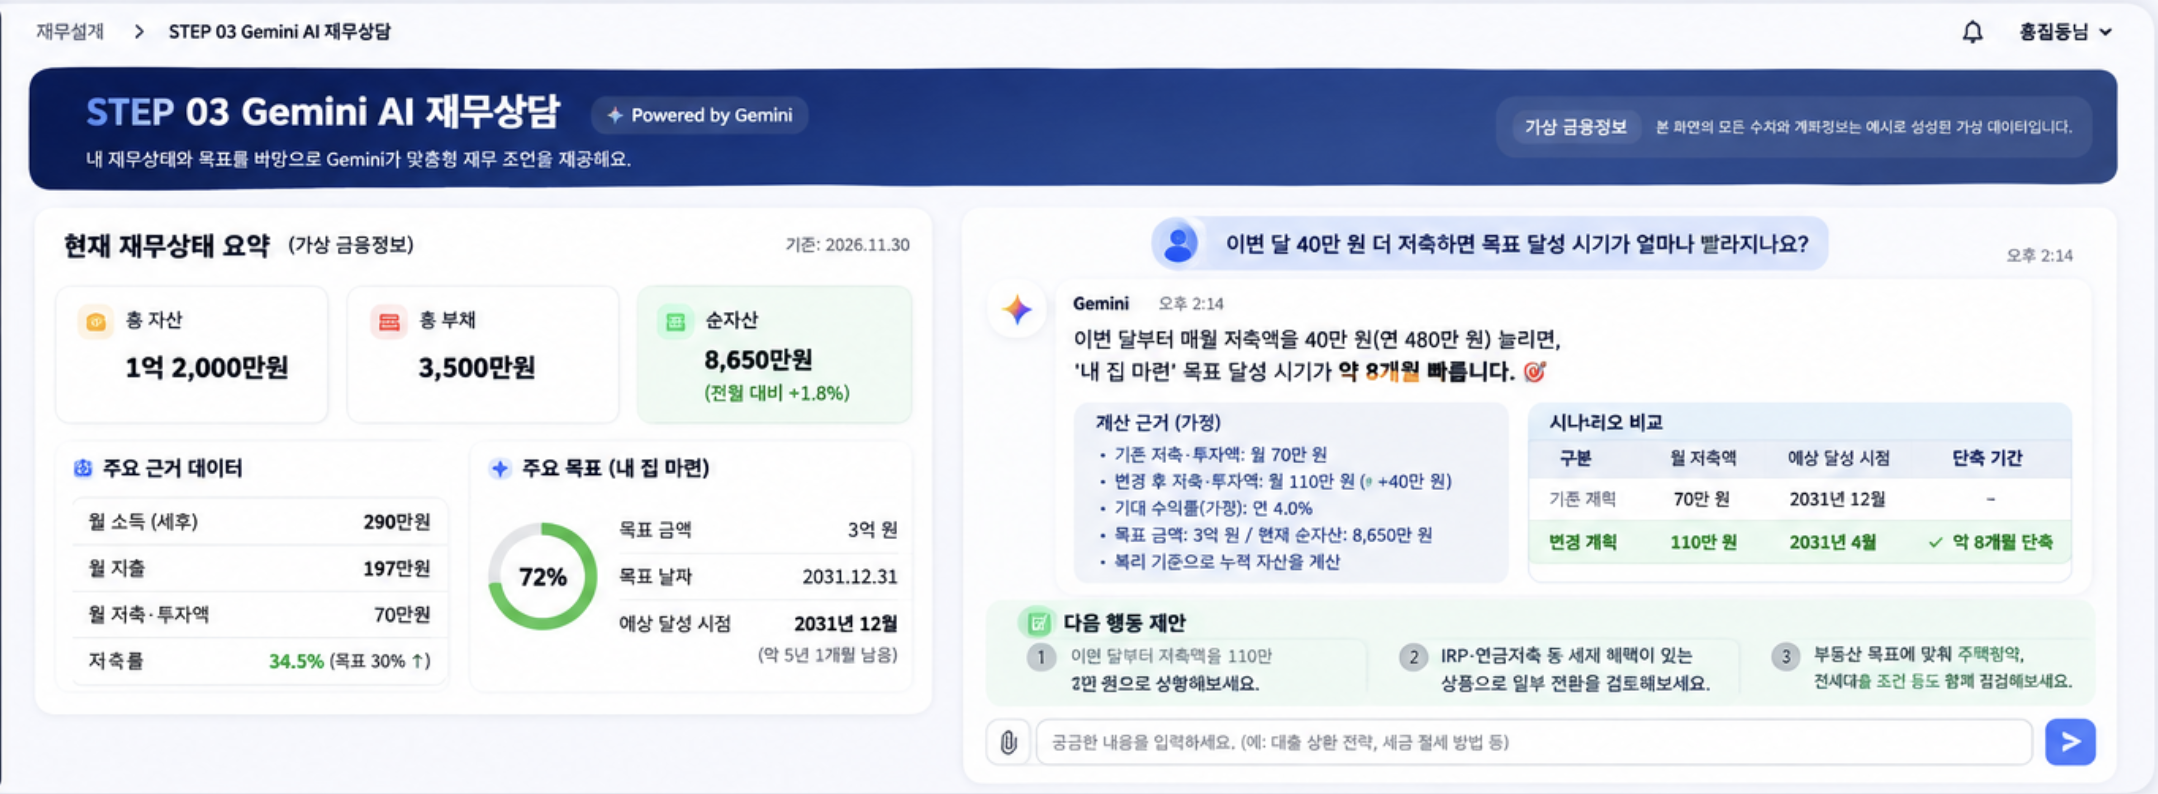 재무설계 > STEP 03 Gemini AI 재무상담
홍길동님
STEP 03 Gemini AI 재무상담
Powered by Gemini
내 재무상태와 목표를 바탕으로 Gemini가 맞춤형 재무 조언을 제공해요.
가상 금융정보
본 화면의 모든 수치와 계좌정보는 예시로 생성된 가상 데이터입니다.
현재 재무상태 요약 (가상 금융정보)
기준: 2026.11.30
총 자산
1억 2,000만원
총 부채
3,500만원
순자산
8,650만원
(전월 대비 +1.8%)
주요 근거 데이터
월 소득 (세후) 290만원
월 지출 197만원
월 저축·투자액 70만원
저축률 34.5% (목표 30% ↑)
주요 목표 (내 집 마련)
72%
목표 금액 3억 원
목표 날짜 2031.12.31
예상 달성 시점 2031년 12월
(약 5년 1개월 남음)
이번 달 40만 원 더 저축하면 목표 달성 시기가 얼마나 빨라지나요?
오후 2:14
Gemini 오후 2:14
이번 달부터 매월 저축액을 40만 원(연 480만 원) 늘리면,
'내 집 마련' 목표 달성 시기가 약 8개월 빠릅니다.
계산 근거 (가정)
• 기존 저축·투자액: 월 70만 원
• 변경 후 저축·투자액: 월 110만 원 ( +40만 원)
• 기대 수익률(가정): 연 4.0%
• 목표 금액: 3억 원 / 현재 순자산: 8,650만 원
• 복리 기준으로 누적 자산을 계산
시나리오 비교
구분 월 저축액 예상 달성 시점 단축 기간
기존 계획 70만 원 2031년 12월 -
변경 계획 110만 원 2031년 4월 ✓ 약 8개월 단축
다음 행동 제안
1 이번 달부터 저축액을 110만
원으로 상향해보세요.
2 IRP·연금저축 등 세제 혜택이 있는
상품으로 일부 전환을 검토해보세요.
3 부동산 목표에 맞춰 주택청약,
전세대출 조건 등도 함께 점검해보세요.
궁금한 내용을 입력하세요. (예: 대출 상환 전략, 세금 절세 방법 등)